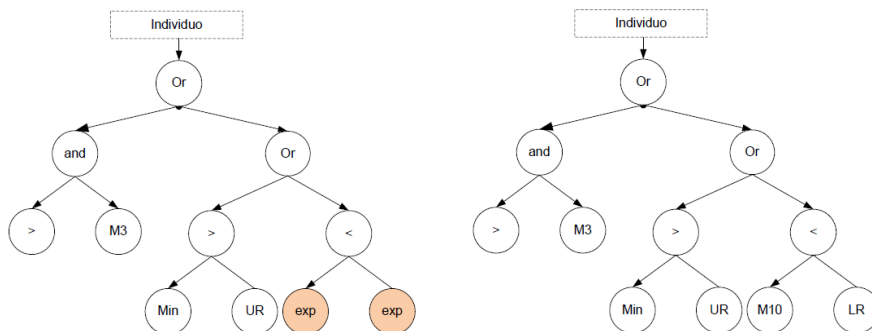 Individuo
Or
and
Or
>
M3
>
<
Min
UR
exp
exp
Individuo
Or
and
Or
>
M3
>
<
Min
UR
M10
LR